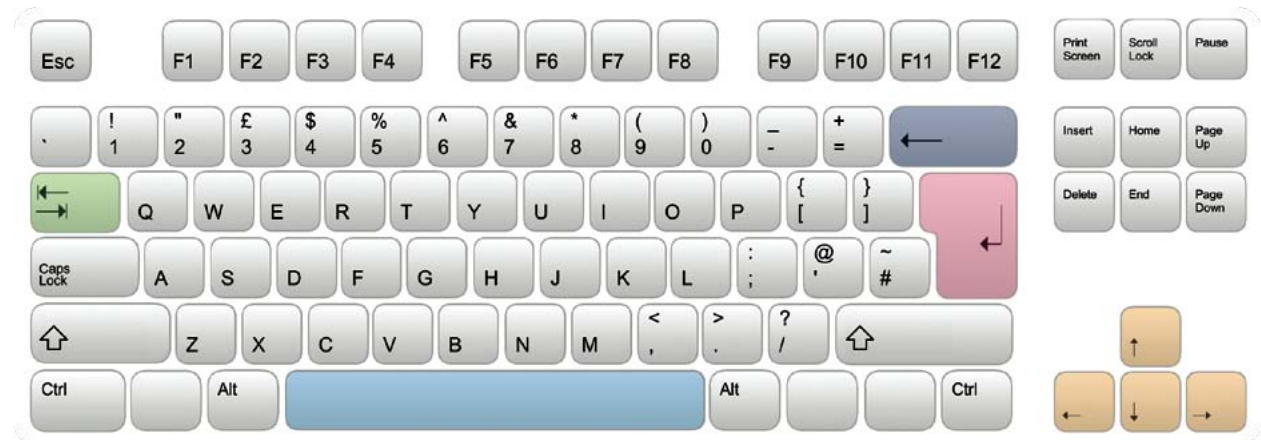 Esc F1 F2 F3 F4 F5 F6 F7 F8 F9 F10 F11 F12 Print Screen Scroll Lock Pause
` ! 1 " 2 £ 3 $ 4 % 5 ^ 6 & 7 * 8 ( 9 ) 0 _ - + = ← Insert Home Page Up
Q W E R T Y U I O P { [ } ] Delete End Page Down
Caps Lock A S D F G H J K L : ; @ ' ~ #
Z X C V B N M < , > . ? / ↑
Ctrl Alt Alt Ctrl ← ↓ →